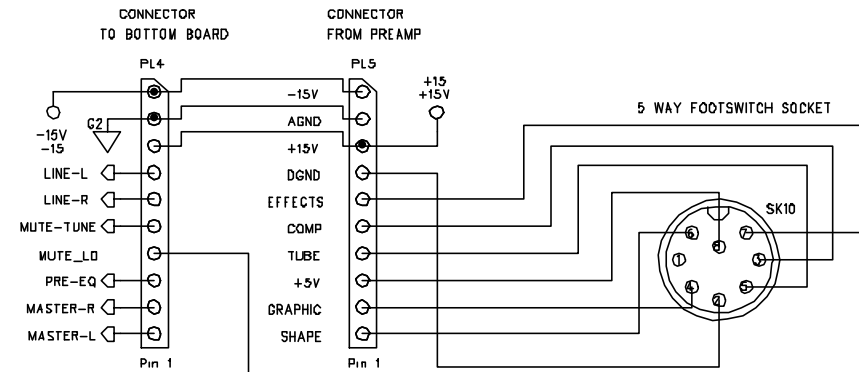 CONNECTOR
TO BOTTOM BOARD
CONNECTOR
FROM PREAMP
PL4
PL5
-15V
-15
G2
+15
+15V
-15V
AGND
+15V
DGND
EFFECTS
COMP
TUBE
+5V
GRAPHIC
SHAPE
LINE-L
LINE-R
MUTE-TUNE
MUTE_LD
PRE-EQ
MASTER-R
MASTER-L
Pin 1
Pin 1
5 WAY FOOTSWITCH SOCKET
SK10
6
8
7
1
3
4
2
5